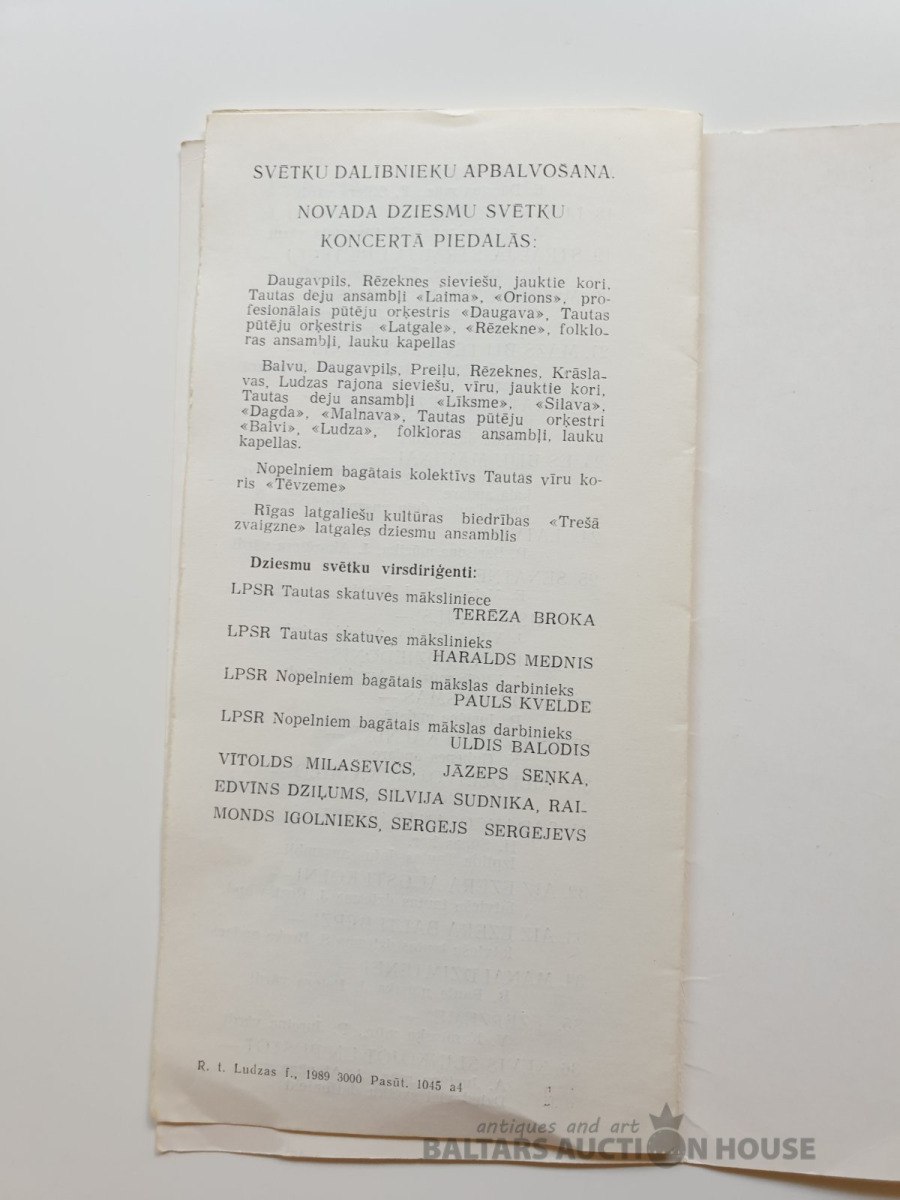 SVĒTKU DALĪBNIEKU APBALVOŠANA.
NOVADA DZIESMU SVĒTKU
KONCERTĀ PIEDALĀS:
Daugavpils, Rēzeknes sieviešu, jauktie kori.
Tautas deju ansambļi «Laima», «Orions», pro-
fesionālais pūtēju orķestris «Daugava», Tautas
pūtēju orķestris «Latgale», «Rēzekne», folklo-
ras ansambļi, lauku kapellas
Balvu, Daugavpils, Preiļu, Rēzeknes, Krāsla-
vas, Ludzas rajona sieviešu, vīru, jauktie kori,
Tautas deju ansambļi «Līksme», «Silava»,
«Dagda», «Malnava», Tautas pūtēju orķestri
«Balvi», «Ludza», folkloras ansambļi, lauku
kapellas.
Nopelniem bagātais kolektīvs Tautas vīru ko-
ris «Tēvzeme»
Rīgas latgaliešu kultūras biedrības «Trešā
zvaigzne» latgales dziesmu ansamblis
Dziesmu svētku virsdiriģenti:
LPSR Tautas skatuves māksliniece
TERĒZA BROKA
LPSR Tautas skatuves mākslinieks
HARALDS MEDNIS
LPSR Nopelniem bagātais mākslas darbinieks
PAULS KVELDE
LPSR Nopelniem bagātais mākslas darbinieks
ULDIS BALODIS
VITOLDS MILAŠEVIČS, JĀZEPS SEŅKA,
EDVĪNS DZIĻUMS, SILVIJA SUDNIKA, RAI-
MONDS IGOLNIEKS, SERGEJS SERGEJEVS
R. t. Ludzas f., 1989 3000 Pasūt. 1045 a4
antiques and art
BALTARS AUCTION HOUSE